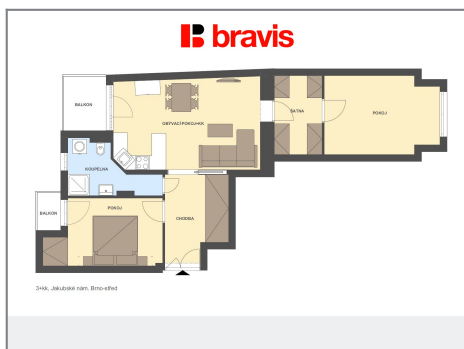 bravis
BALKON
OBÝVACÍ POKOJ+KK
ŠATNA
POKOJ
KOUPELNA
BALKON
POKOJ
CHODBA
3+kk, Jakubské nám. Brno-střed